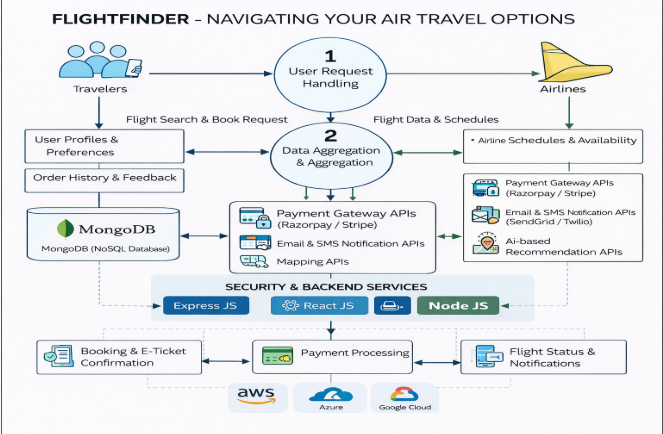 FLIGHTFINDER - NAVIGATING YOUR AIR TRAVEL OPTIONS
Travelers
1
User Request
Handling
Airlines
Flight Search & Book Request
Flight Data & Schedules
User Profiles &
Preferences
2
Data Aggregation
& Aggregation
• Airline Schedules & Availability
Order History & Feedback
MongoDB
MongoDB (NoSQL Database)
Payment Gateway APIs
(Razorpay / Stripe)
Email & SMS Notification APIs
Mapping APIs
Payment Gateway APIs
(Razorpay / Stripe)
Email & SMS Notification APIs
(SendGrid / Twilio)
Ai-based
Recommendation APIs
SECURITY & BACKEND SERVICES
Express JS
React JS
Node JS
Booking & E-Ticket
Confirmation
Payment Processing
Flight Status &
Notifications
aws
Azure
Google Cloud